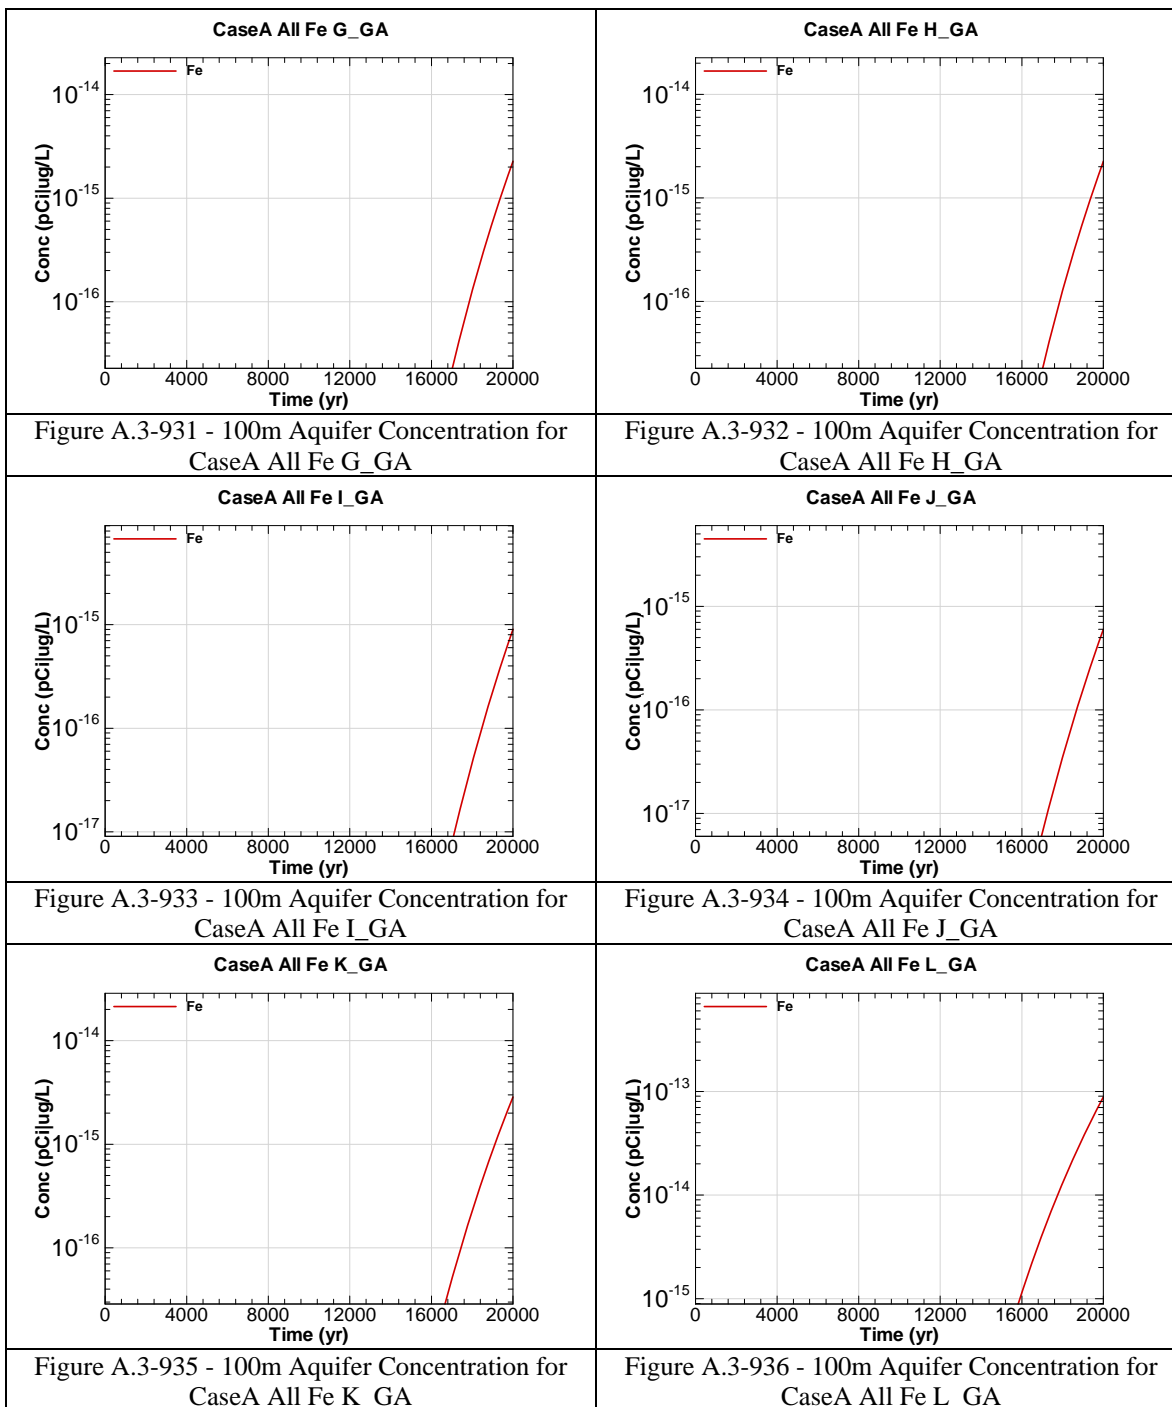 CaseA All Fe G_GA
Fe
10-14
10-15
10-16
Conc (pCi|ug/L)
0 4000 8000 12000 16000 20000
Time (yr)
Figure A.3-931 - 100m Aquifer Concentration for
CaseA All Fe G_GA
CaseA All Fe H_GA
Fe
10-14
10-15
10-16
Conc (pCi|ug/L)
0 4000 8000 12000 16000 20000
Time (yr)
Figure A.3-932 - 100m Aquifer Concentration for
CaseA All Fe H_GA
CaseA All Fe I_GA
Fe
10-15
10-16
10-17
Conc (pCi|ug/L)
0 4000 8000 12000 16000 20000
Time (yr)
Figure A.3-933 - 100m Aquifer Concentration for
CaseA All Fe I_GA
CaseA All Fe J_GA
Fe
10-15
10-16
10-17
Conc (pCi|ug/L)
0 4000 8000 12000 16000 20000
Time (yr)
Figure A.3-934 - 100m Aquifer Concentration for
CaseA All Fe J_GA
CaseA All Fe K_GA
Fe
10-14
10-15
10-16
Conc (pCi|ug/L)
0 4000 8000 12000 16000 20000
Time (yr)
Figure A.3-935 - 100m Aquifer Concentration for
CaseA All Fe K_GA
CaseA All Fe L_GA
Fe
10-13
10-14
10-15
Conc (pCi|ug/L)
0 4000 8000 12000 16000 20000
Time (yr)
Figure A.3-936 - 100m Aquifer Concentration for
CaseA All Fe L_GA